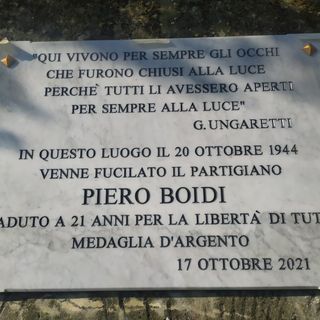 "QUI VIVONO PER SEMPRE GLI OCCHI
CHE FURONO CHIUSI ALLA LUCE
PERCHE' TUTTI LI AVESSERO APERTI
PER SEMPRE ALLA LUCE"
G. UNGARETTI
IN QUESTO LUOGO IL 20 OTTOBRE 1944
VENNE FUCILATO IL PARTIGIANO
PIERO BOIDI
ADUTO A 21 ANNI PER LA LIBERTA' DI TUT
MEDAGLIA D'ARGENTO
17 OTTOBRE 2021